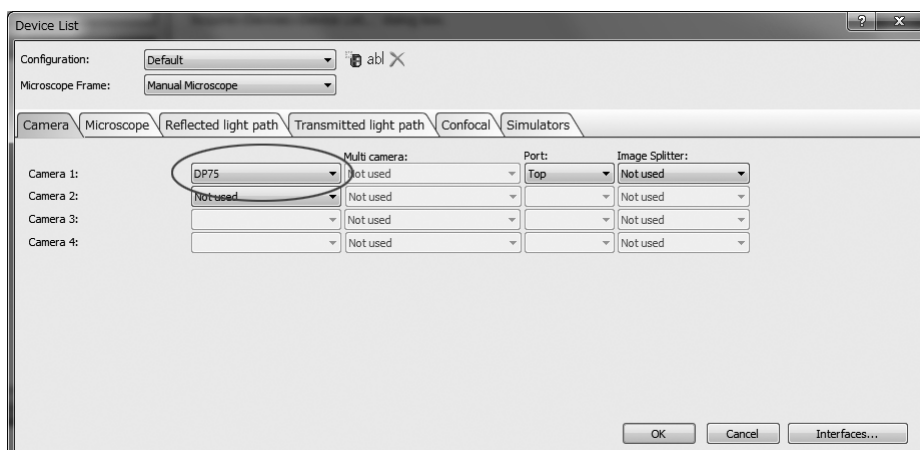 Device List
? X
Configuration: Default abl
Microscope Frame: Manual Microscope
Camera Microscope Reflected light path Transmitted light path Confocal Simulators
Multi camera: Port: Image Splitter:
Camera 1: DP75 Not used Top Not used
Camera 2: Not used Not used Not used
Camera 3: Not used Not used
Camera 4: Not used Not used
OK Cancel Interfaces...